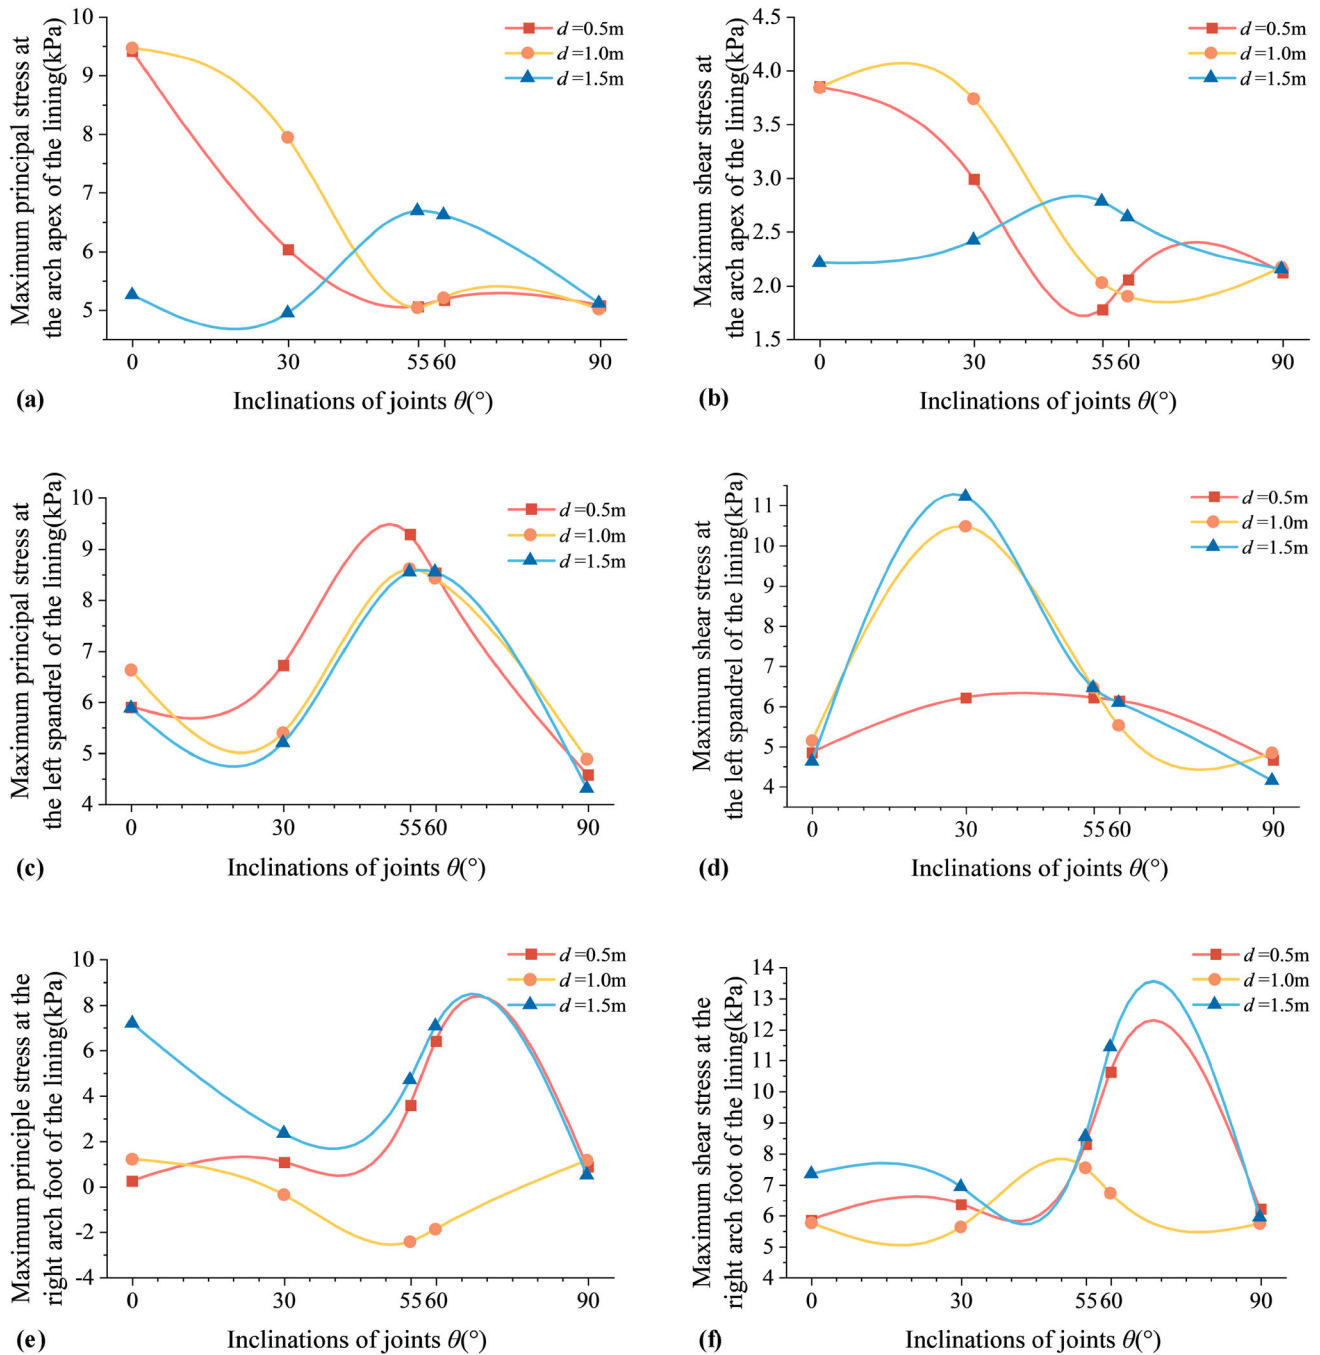 Maximum principal stress at
the arch apex of the lining(kPa)
10
9
8
7
6
5
0
30
55
60
90
d=0.5m
d=1.0m
d=1.5m
(a)
Inclinations of joints θ(°)
Maximum shear stress at
the arch apex of the lining(kPa)
4.5
4.0
3.5
3.0
2.5
2.0
1.5
0
30
55
60
90
d=0.5m
d=1.0m
d=1.5m
(b)
Inclinations of joints θ(°)
Maximum principal stress at
the left spandrel of the lining(kPa)
10
9
8
7
6
5
4
0
30
55
60
90
d=0.5m
d=1.0m
d=1.5m
(c)
Inclinations of joints θ(°)
Maximum shear stress at
the left spandrel of the lining(kPa)
11
10
9
8
7
6
5
4
0
30
55
60
90
d=0.5m
d=1.0m
d=1.5m
(d)
Inclinations of joints θ(°)
Maximum principle stress at the
right arch foot of the lining(kPa)
10
8
6
4
2
0
-2
-4
0
30
55
60
90
d=0.5m
d=1.0m
d=1.5m
(e)
Inclinations of joints θ(°)
Maximum shear stress at the
right arch foot of the lining(kPa)
14
13
12
11
10
9
8
7
6
5
4
0
30
55
60
90
d=0.5m
d=1.0m
d=1.5m
(f)
Inclinations of joints θ(°)